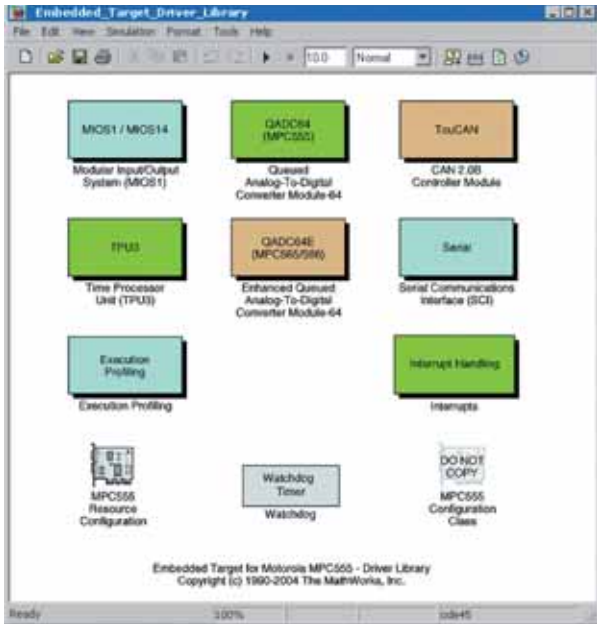 Embedded_Target_Driver_Library
File Edit View Simulation Format Tools Help
10.0 Normal
MIOS1 / MIOS14
Modular Input/Output
System (MIOS1)
QADC64
(MPC555)
Queued
Analog-To-Digital
Converter Module-64
TouCAN
CAN 2.0B
Controller Module
TPU3
Time Processor
Unit (TPU3)
QADC64E
(MPC565/566)
Enhanced Queued
Analog-To-Digital
Converter Module-64
Serial
Serial Communications
Interface (SCI)
Execution
Profiling
Execution Profiling
Interrupt Handling
Interrupts
MPC555
Resource
Configuration
Watchdog
Timer
Watchdog
DO NOT
COPY
MPC555
Configuration
Class
Embedded Target for Motorola MPC555 - Driver Library
Copyright (c) 1990-2004 The MathWorks, Inc.
Ready 100% ode45